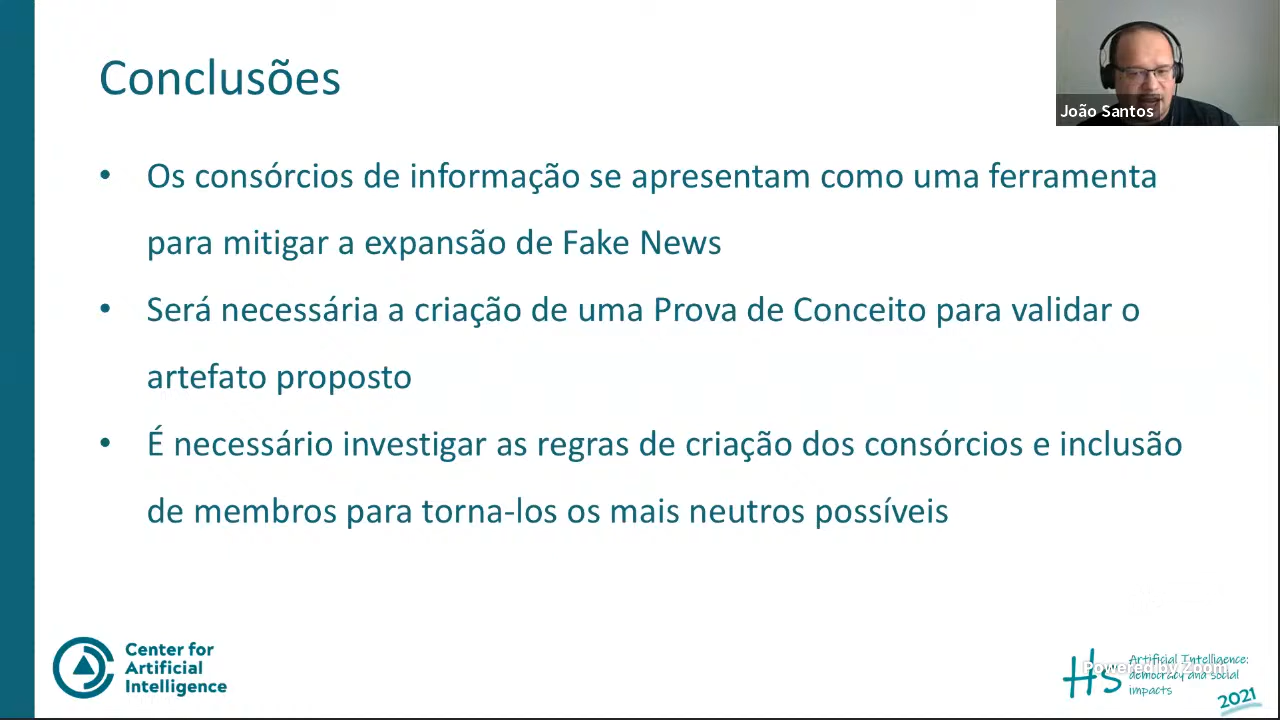 Conclusões
João Santos
• Os consórcios de informação se apresentam como uma ferramenta
para mitigar a expansão de Fake News
• Será necessária a criação de uma Prova de Conceito para validar o
artefato proposto
• É necessário investigar as regras de criação dos consórcios e inclusão
de membros para torna-los os mais neutros possíveis
Center for
Artificial
Intelligence
Hs
Artificial Intelligence:
democracy and social
impacts
2021
Powered by Zoom